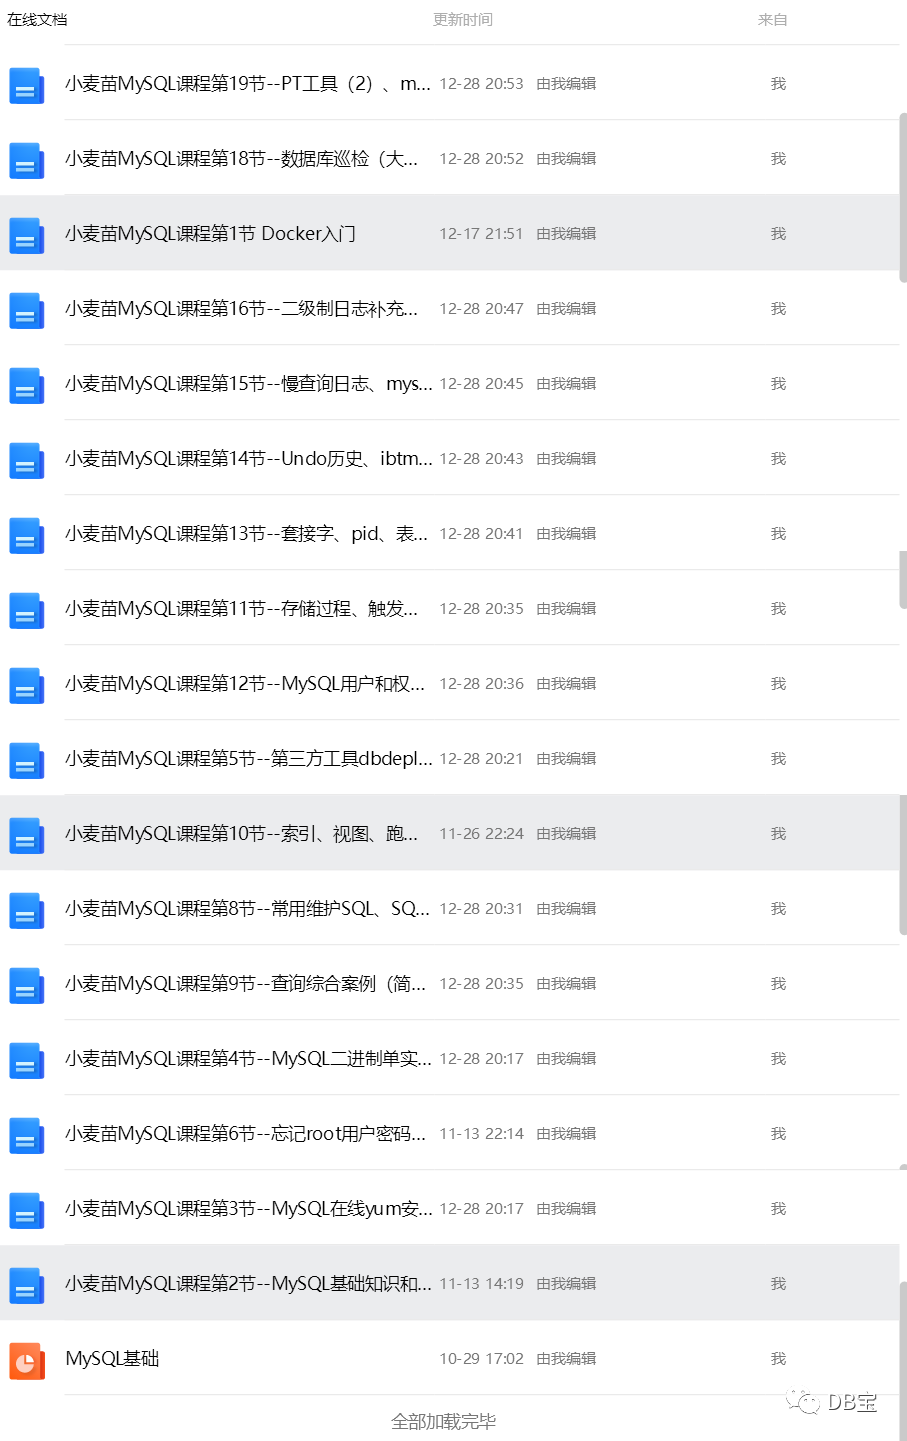 在线文档 更新时间 来自
小麦苗MySQL课程第19节--PT工具（2）、m... 12-28 20:53 由我编辑 我
小麦苗MySQL课程第18节--数据库巡检（大... 12-28 20:52 由我编辑 我
小麦苗MySQL课程第1节 Docker入门 12-17 21:51 由我编辑 我
小麦苗MySQL课程第16节--二级制日志补充... 12-28 20:47 由我编辑 我
小麦苗MySQL课程第15节--慢查询日志、mys... 12-28 20:45 由我编辑 我
小麦苗MySQL课程第14节--Undo历史、ibtm... 12-28 20:43 由我编辑 我
小麦苗MySQL课程第13节--套接字、pid、表... 12-28 20:41 由我编辑 我
小麦苗MySQL课程第11节--存储过程、触发... 12-28 20:35 由我编辑 我
小麦苗MySQL课程第12节--MySQL用户和权... 12-28 20:36 由我编辑 我
小麦苗MySQL课程第5节--第三方工具dbdepl... 12-28 20:21 由我编辑 我
小麦苗MySQL课程第10节--索引、视图、跑... 11-26 22:24 由我编辑 我
小麦苗MySQL课程第8节--常用维护SQL、SQ... 12-28 20:31 由我编辑 我
小麦苗MySQL课程第9节--查询综合案例（简... 12-28 20:35 由我编辑 我
小麦苗MySQL课程第4节--MySQL二进制单实... 12-28 20:17 由我编辑 我
小麦苗MySQL课程第6节--忘记root用户密码... 11-13 22:14 由我编辑 我
小麦苗MySQL课程第3节--MySQL在线yum安... 12-28 20:17 由我编辑 我
小麦苗MySQL课程第2节--MySQL基础知识和... 11-13 14:19 由我编辑 我
MySQL基础 10-29 17:02 由我编辑 我
DB宝
全部加载完毕